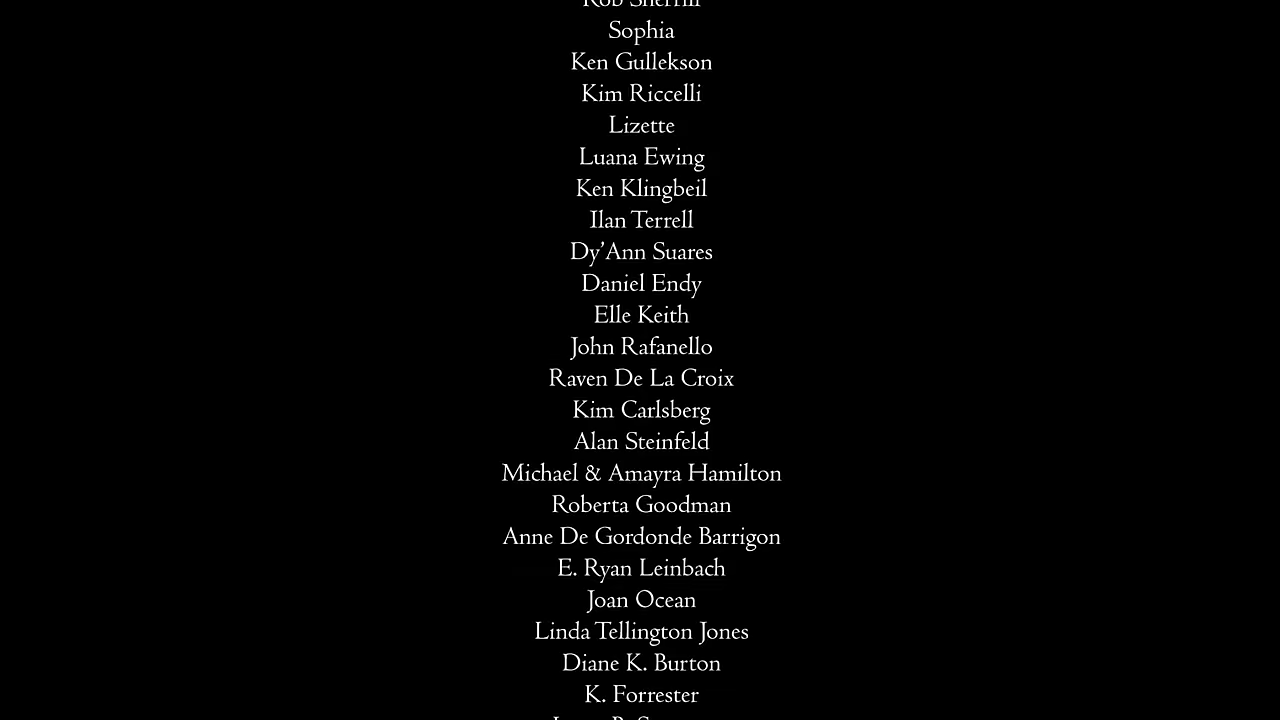 Sophia
Ken Gullekson
Kim Riccelli
Lizette
Luana Ewing
Ken Klingbeil
Ilan Terrell
Dy’Ann Suares
Daniel Endy
Elle Keith
John Rafanello
Raven De La Croix
Kim Carlsberg
Alan Steinfeld
Michael & Amayra Hamilton
Roberta Goodman
Anne De Gordonde Barrigon
E. Ryan Leinbach
Joan Ocean
Linda Tellington Jones
Diane K. Burton
K. Forrester